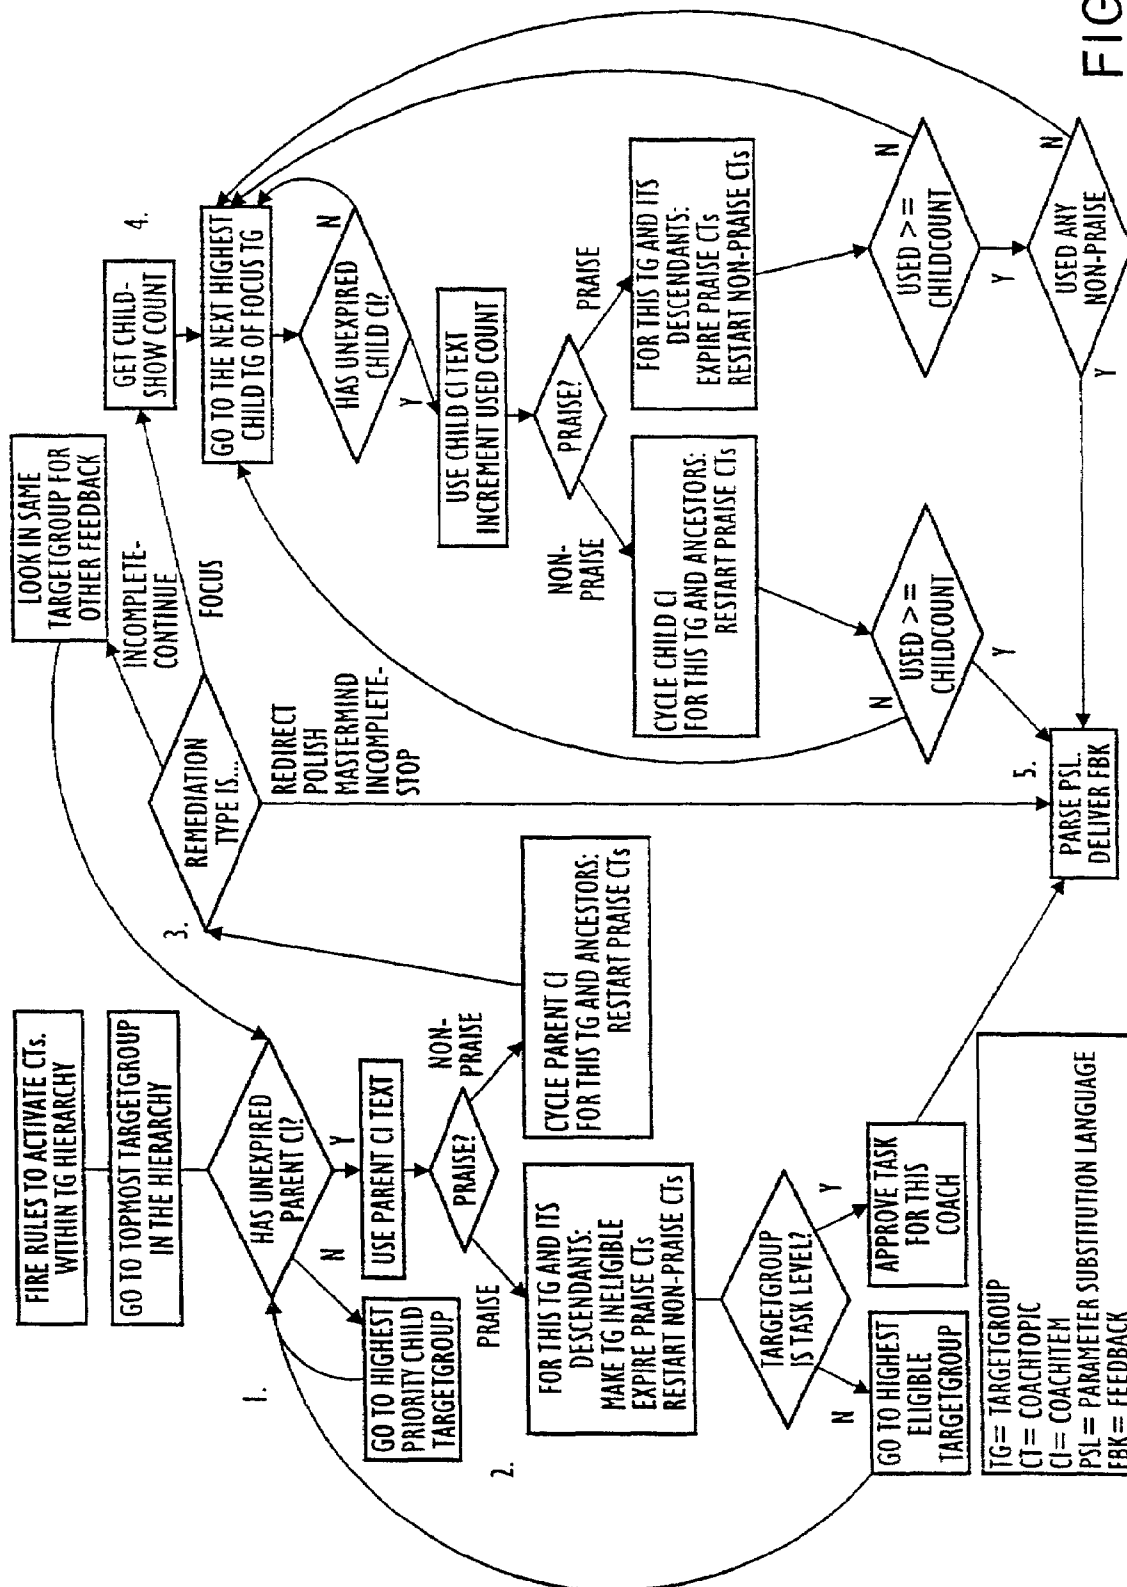 FIRE RULES TO ACTIVATE CTs.
WITHIN TG HIERARCHY
GO TO TOPMOST TARGETGROUP
IN THE HIERARCHY
1.
HAS UNEXPIRED
PARENT CI?
N
Y
GO TO HIGHEST
PRIORITY CHILD
TARGETGROUP
USE PARENT CI TEXT
2.
PRAISE?
PRAISE
NON-
PRAISE
FOR THIS TG AND ITS
DESCENDANTS:
MAKE TG INELIGIBLE
EXPIRE PRAISE CTs
RESTART NON-PRAISE CTs
CYCLE PARENT CI
FOR THIS TG AND ANCESTORS:
RESTART PRAISE CTs
TARGETGROUP
IS TASK LEVEL?
N
Y
GO TO HIGHEST
ELIGIBLE
TARGETGROUP
APPROVE TASK
FOR THIS
COACH
TG= TARGETGROUP
CT= COACHTOPIC
CI= COACHITEM
PSL= PARAMETER SUBSTITUTION LANGUAGE
FBK= FEEDBACK
3.
REMEDIATION
TYPE IS...
LOOK IN SAME
TARGETGROUP FOR
OTHER FEEDBACK
INCOMPLETE-
CONTINUE
FOCUS
REDIRECT
POLISH
MASTERMIND
INCOMPLETE-
STOP
4.
GET CHILD-
SHOW COUNT
GO TO THE NEXT HIGHEST
CHILD TG OF FOCUS TG
HAS UNEXPIRED
CHILD CI?
N
Y
USE CHILD CI TEXT
INCREMENT USED COUNT
PRAISE?
NON-
PRAISE
PRAISE
CYCLE CHILD CI
FOR THIS TG AND ANCESTORS:
RESTART PRAISE CTs
FOR THIS TG AND ITS
DESCENDANTS:
EXPIRE PRAISE CTs
RESTART NON-PRAISE CTs
USED >=
CHILDCOUNT
N
Y
USED >=
CHILDCOUNT
N
Y
USED ANY
NON-PRAISE
N
Y
5.
PARSE PSL.
DELIVER FBK
FIG